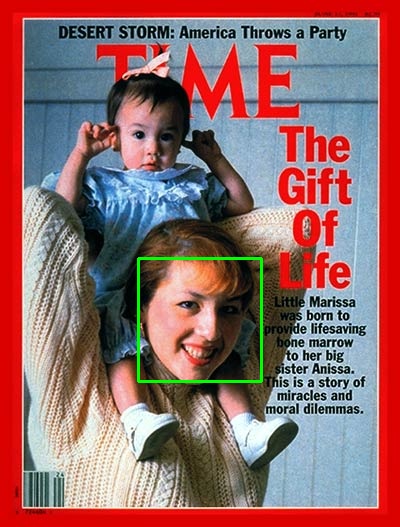 DESERT STORM: America Throws a Party
TIME
The
Gift
Of
Life
Little Marissa
was born to
provide lifesaving
bone marrow
to her big
sister Anissa.
This is a story of
miracles and
moral dilemmas.